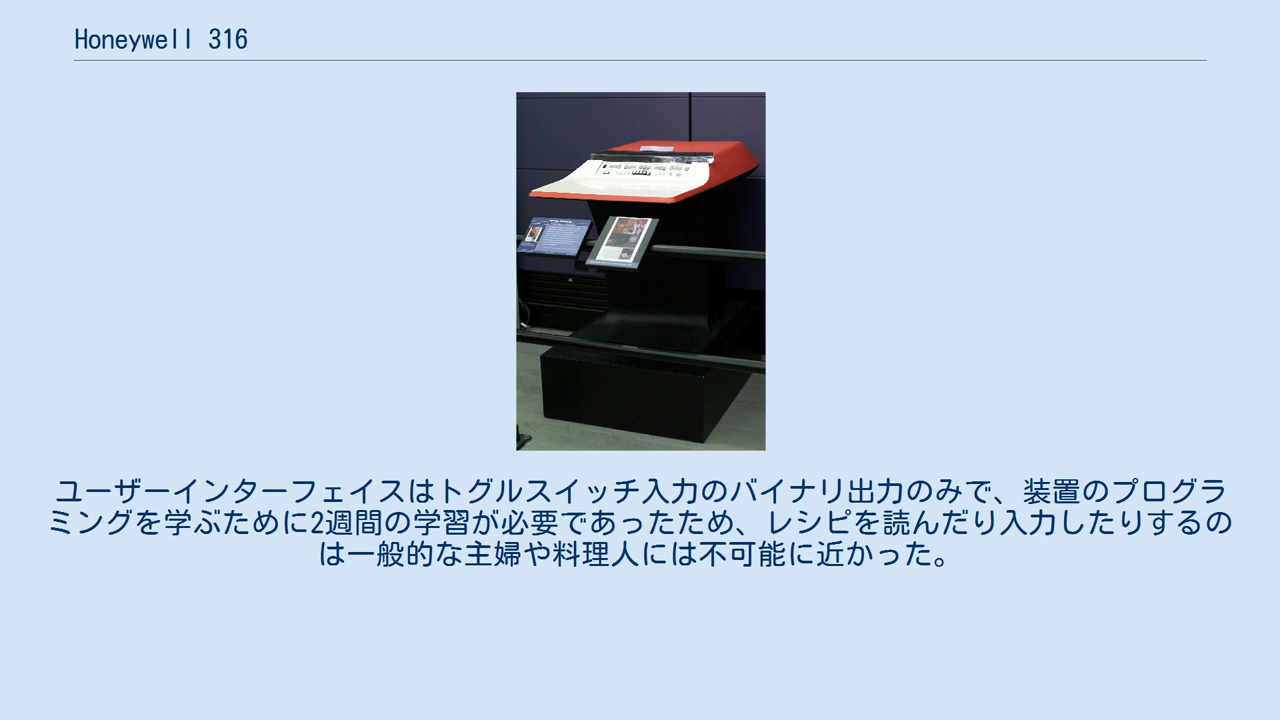 Honeywell 316
ユーザーインターフェイスはトグルスイッチ入力のバイナリ出力のみで、装置のプログラ
ミングを学ぶために2週間の学習が必要であったため、レシピを読んだり入力したりするの
は一般的な主婦や料理人には不可能に近かった。